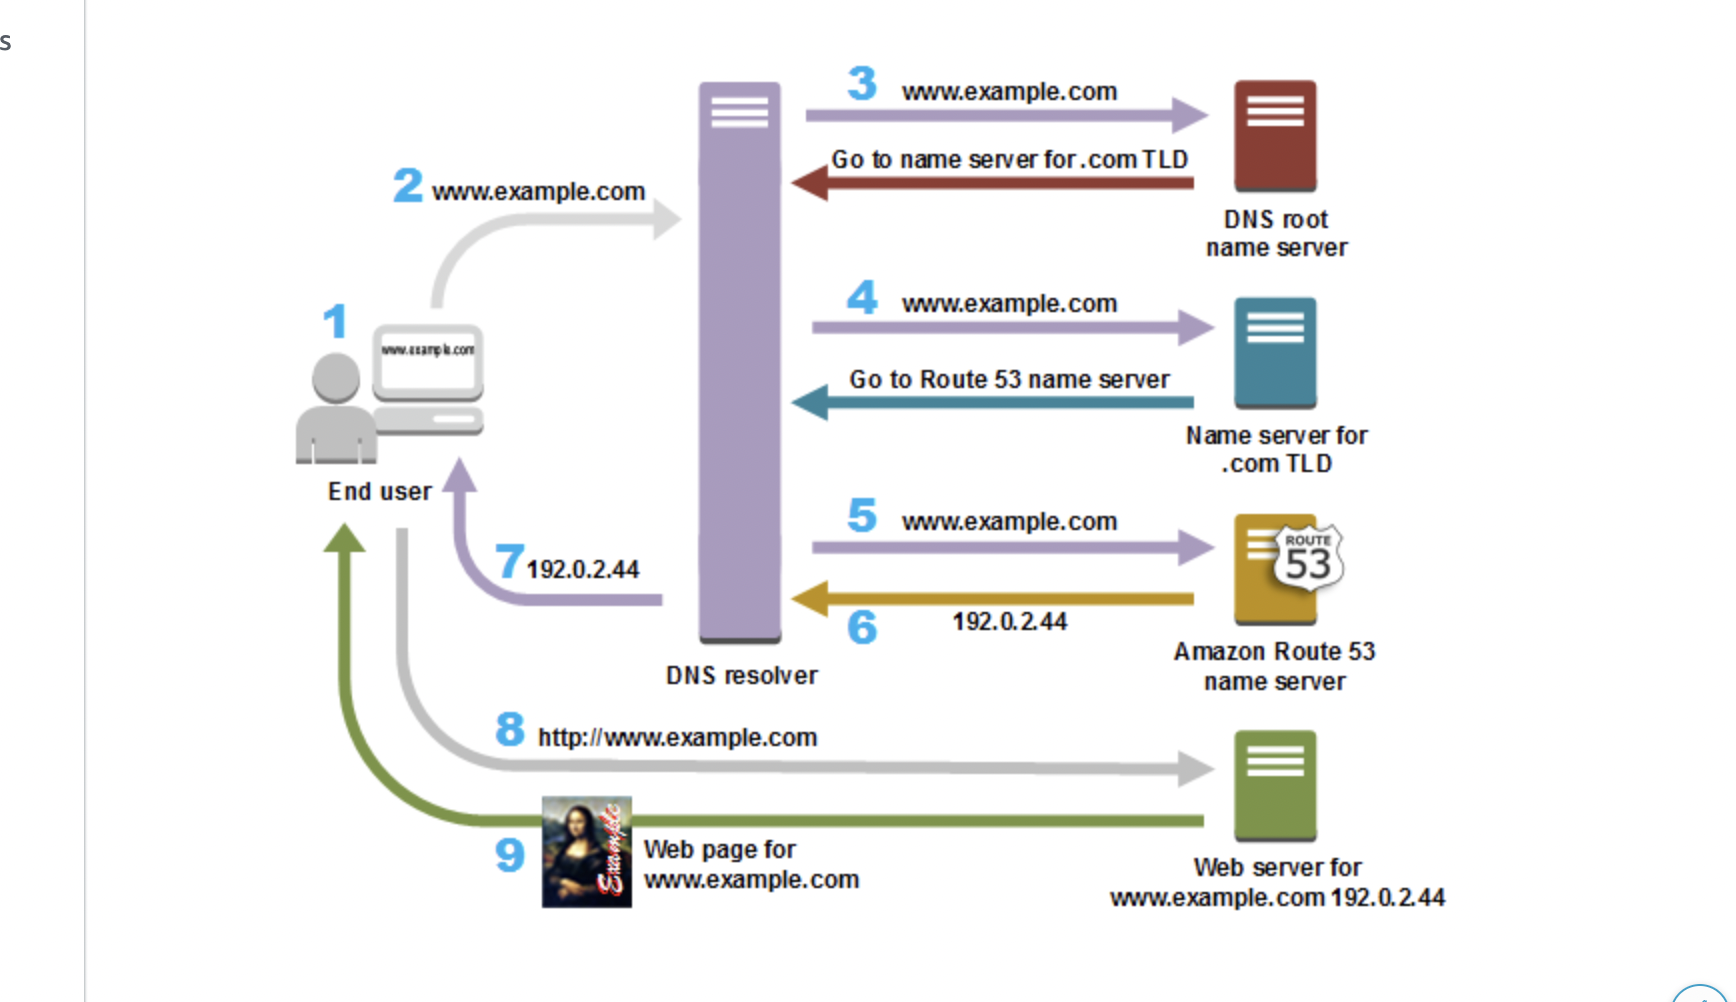 s
3 www.example.com
Go to name server for .com TLD
DNS root
name server
2 www.example.com
4 www.example.com
Go to Route 53 name server
Name server for
.com TLD
1
www.example.com
End user
5 www.example.com
ROUTE
53
6 192.0.2.44
Amazon Route 53
name server
7 192.0.2.44
DNS resolver
8 http://www.example.com
9
Example
Web page for
www.example.com
Web server for
www.example.com 192.0.2.44